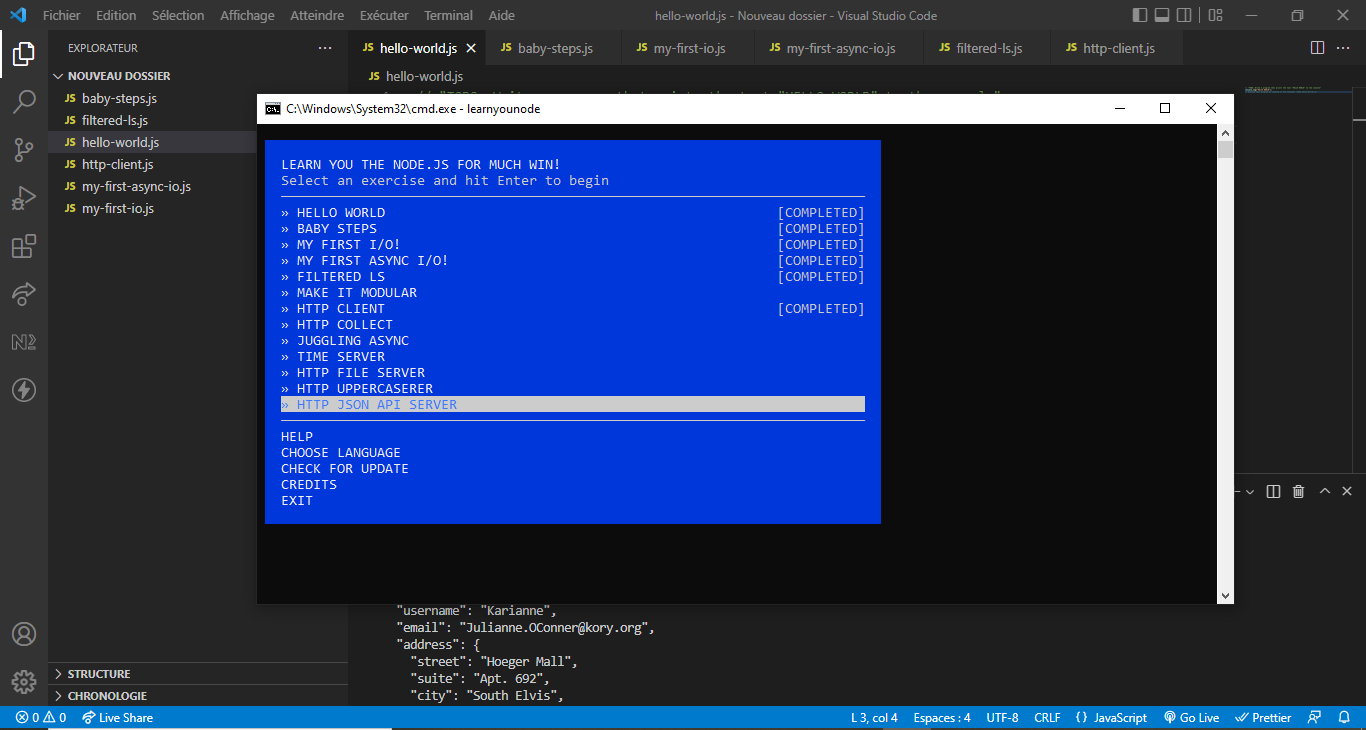 Fichier Edition Sélection Affichage Atteindre Exécuter Terminal Aide hello-world.js - Nouveau dossier - Visual Studio Code
EXPLORATEUR ···
NOUVEAU DOSSIER
JS baby-steps.js
JS filtered-ls.js
JS hello-world.js
JS http-client.js
JS my-first-async-io.js
JS my-first-io.js
STRUCTURE
CHRONOLOGIE
JS hello-world.js JS baby-steps.js JS my-first-io.js JS my-first-async-io.js JS filtered-ls.js JS http-client.js ···
JS hello-world.js
C:\Windows\System32\cmd.exe - learnyounode
LEARN YOU THE NODE.JS FOR MUCH WIN!
Select an exercise and hit Enter to begin
» HELLO WORLD [COMPLETED]
» BABY STEPS [COMPLETED]
» MY FIRST I/O! [COMPLETED]
» MY FIRST ASYNC I/O! [COMPLETED]
» FILTERED LS [COMPLETED]
» MAKE IT MODULAR
» HTTP CLIENT [COMPLETED]
» HTTP COLLECT
» JUGGLING ASYNC
» TIME SERVER
» HTTP FILE SERVER
» HTTP UPPERCASERER
» HTTP JSON API SERVER
HELP
CHOOSE LANGUAGE
CHECK FOR UPDATE
CREDITS
EXIT
"username": "Karianne",
"email": "Julianne.OConner@kory.org",
"address": {
"street": "Hoeger Mall",
"suite": "Apt. 692",
"city": "South Elvis",
0 0 Live Share L 3, col 4 Espaces : 4 UTF-8 CRLF {} JavaScript Go Live Prettier